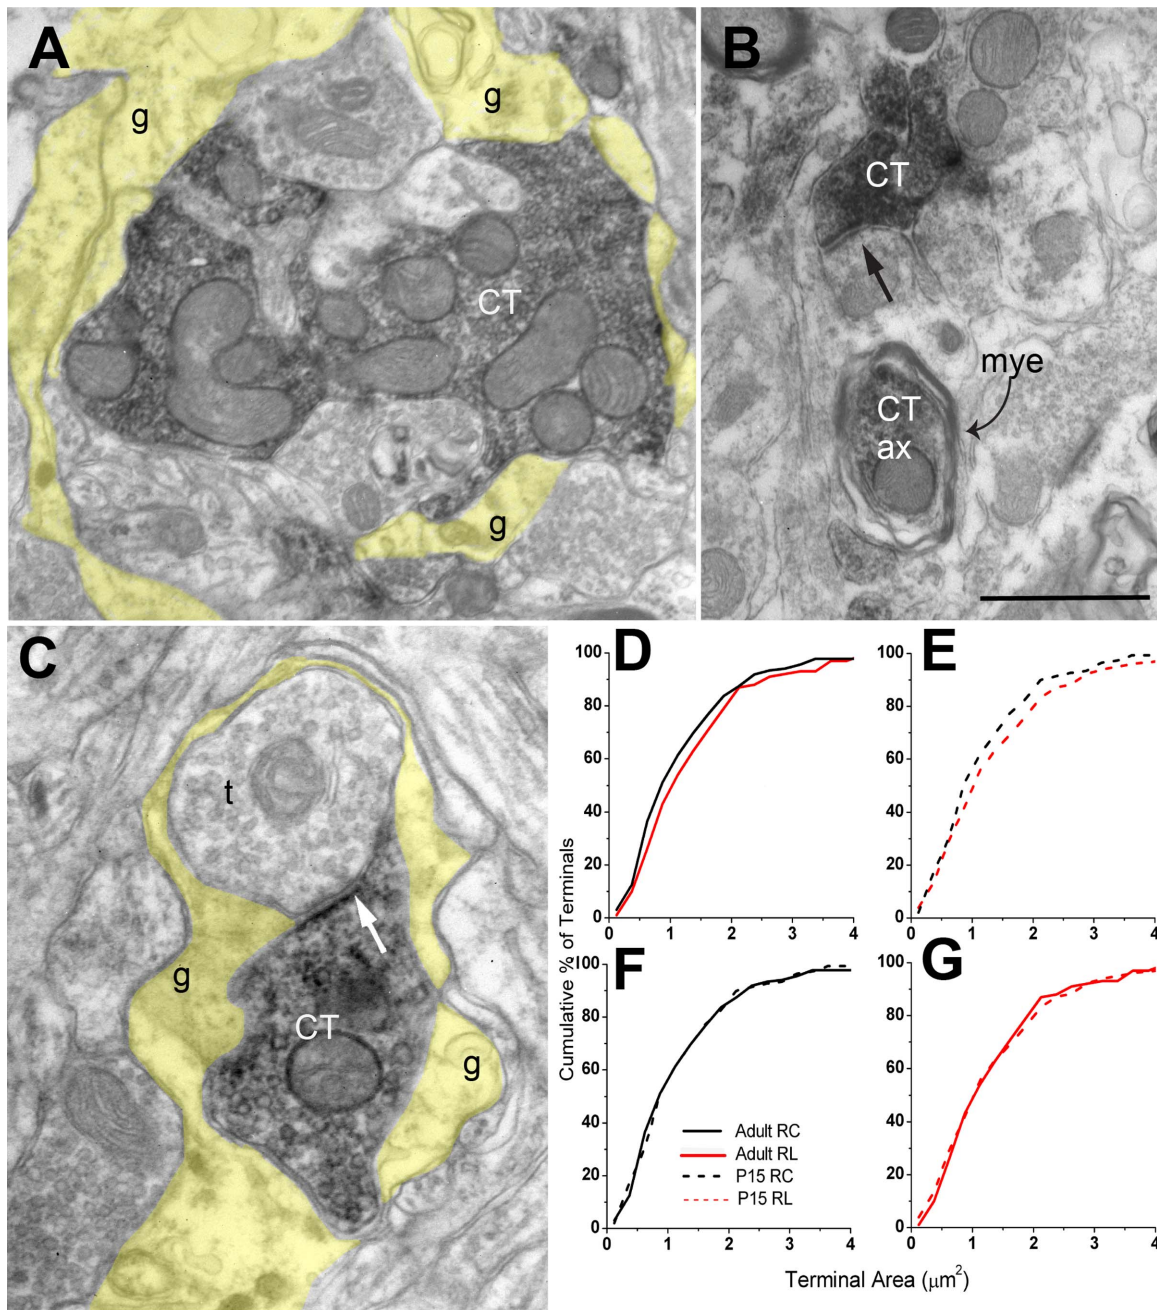 A
g
g
CT
g
B
CT
mye
CT
ax
C
t
g
CT
g
D
100
80
60
40
20
0
0 1 2 3 4
E
100
80
60
40
20
0
0 1 2 3 4
F
100
80
60
40
20
0
0 1 2 3 4
Adult RC
Adult RL
P15 RC
P15 RL
G
100
80
60
40
20
0
0 1 2 3 4
Cumulative % of Terminals
Terminal Area (μm²)